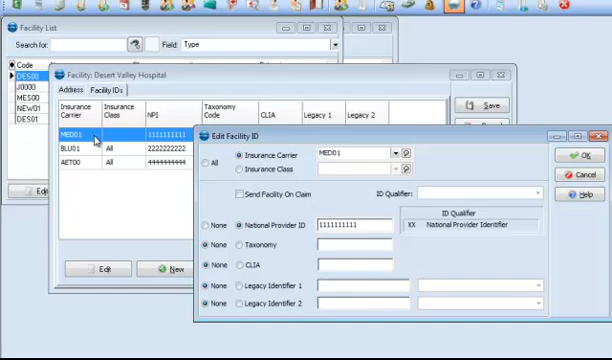 Facility List
Search for:
Field: Type
Code
DES00
J0000
MES00
NEW01
DES01
Facility: Desert Valley Hospital
Address
Facility IDs
Insurance Carrier
Insurance Class
NPI
Taxonomy Code
CLIA
Legacy 1
Legacy 2
MED01 1111111111
BLU01 All 2222222222
AET00 All 4444444444
Save
Edit
New
Edit Facility ID
All
Insurance Carrier MED01
Insurance Class
Send Facility On Claim
ID Qualifier:
ID Qualifier
None National Provider ID 1111111111 XX National Provider Identifier
None Taxonomy
None CLIA
None Legacy Identifier 1
None Legacy Identifier 2
OK
Cancel
Help